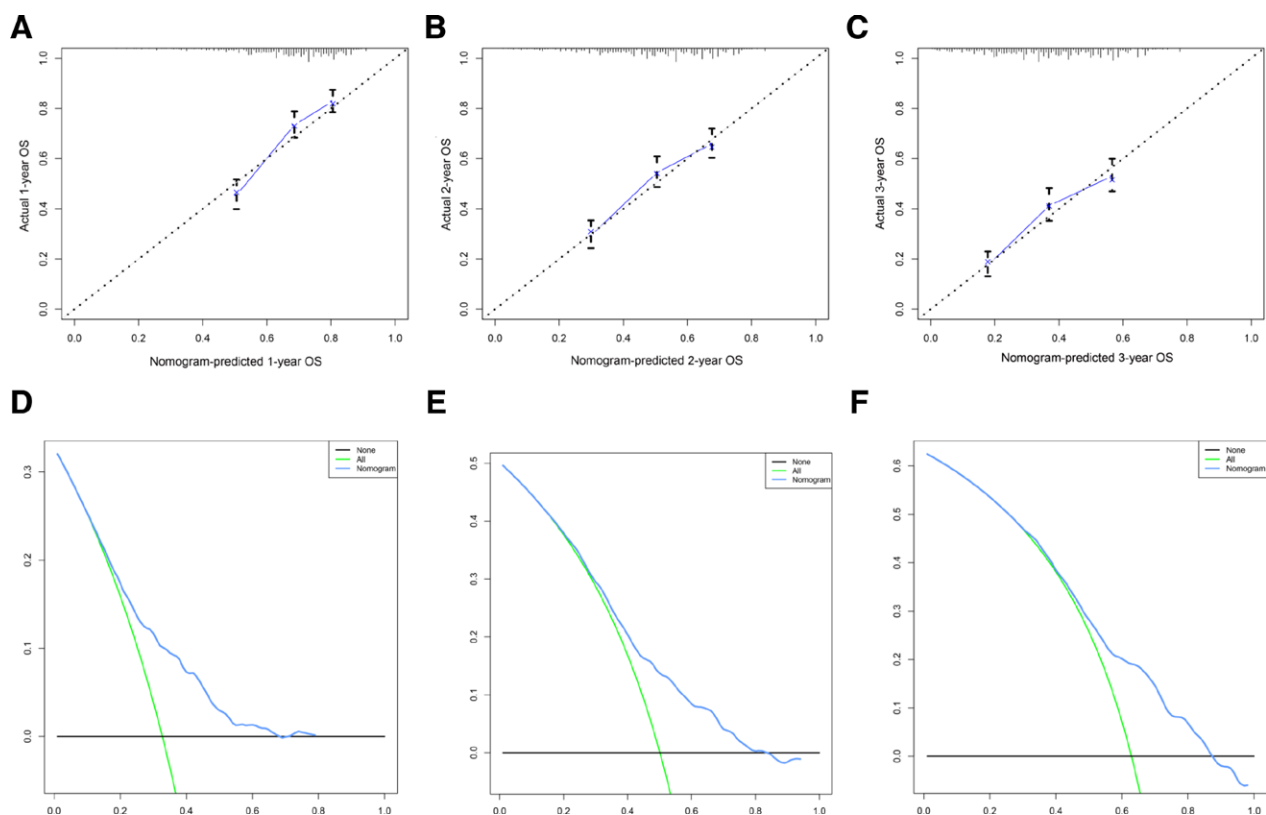 A
B
C
Actual 1-year OS
0.0 0.2 0.4 0.6 0.8 1.0
0.0 0.2 0.4 0.6 0.8 1.0
Nomogram-predicted 1-year OS
Actual 2-year OS
0.0 0.2 0.4 0.6 0.8 1.0
0.0 0.2 0.4 0.6 0.8 1.0
Nomogram-predicted 2-year OS
Actual 3-year OS
0.0 0.2 0.4 0.6 0.8 1.0
0.0 0.2 0.4 0.6 0.8 1.0
Nomogram-predicted 3-year OS
D
E
F
None
All
Nomogram
0.0 0.1 0.2 0.3
0.0 0.2 0.4 0.6 0.8 1.0
None
All
Nomogram
0.0 0.1 0.2 0.3 0.4 0.5
0.0 0.2 0.4 0.6 0.8 1.0
None
All
Nomogram
0.0 0.1 0.2 0.3 0.4 0.5 0.6
0.0 0.2 0.4 0.6 0.8 1.0